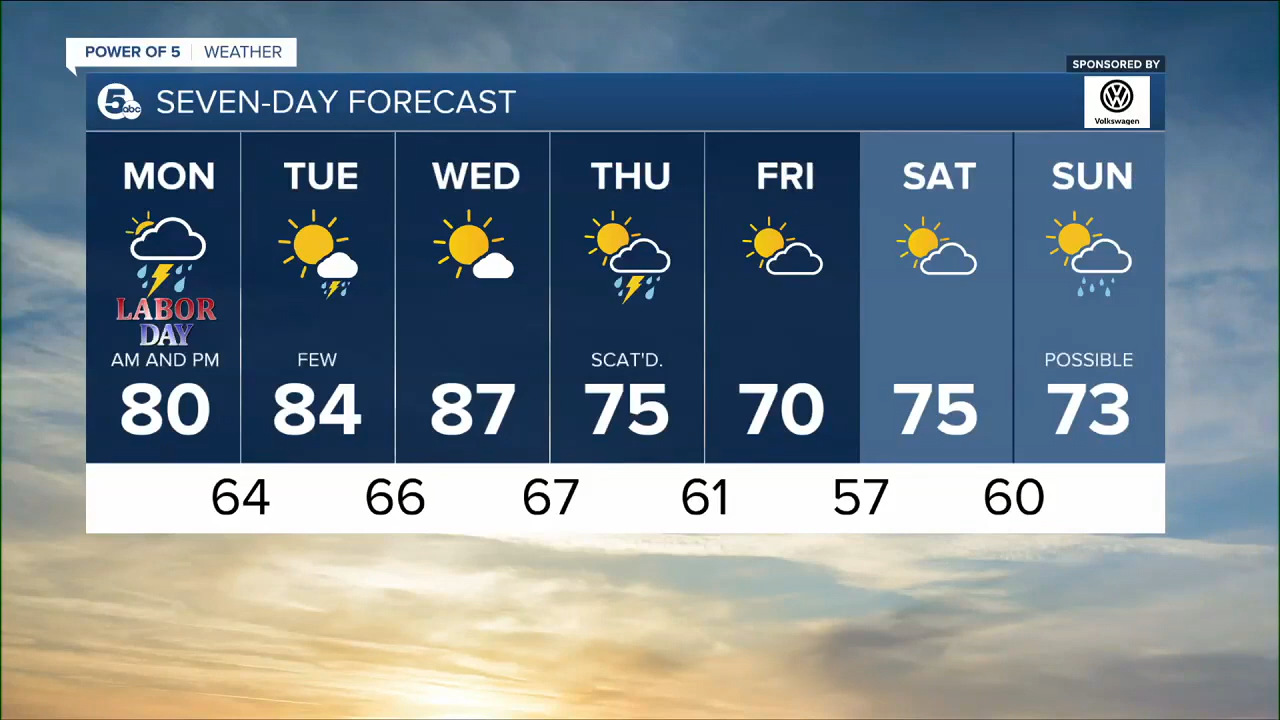 POWER OF 5 WEATHER
SPONSORED BY
5 abc SEVEN-DAY FORECAST
Volkswagen
MON TUE WED THU FRI SAT SUN
LABOR
DAY
AM AND PM FEW SCAT'D. POSSIBLE
80 84 87 75 70 75 73
64 66 67 61 57 60